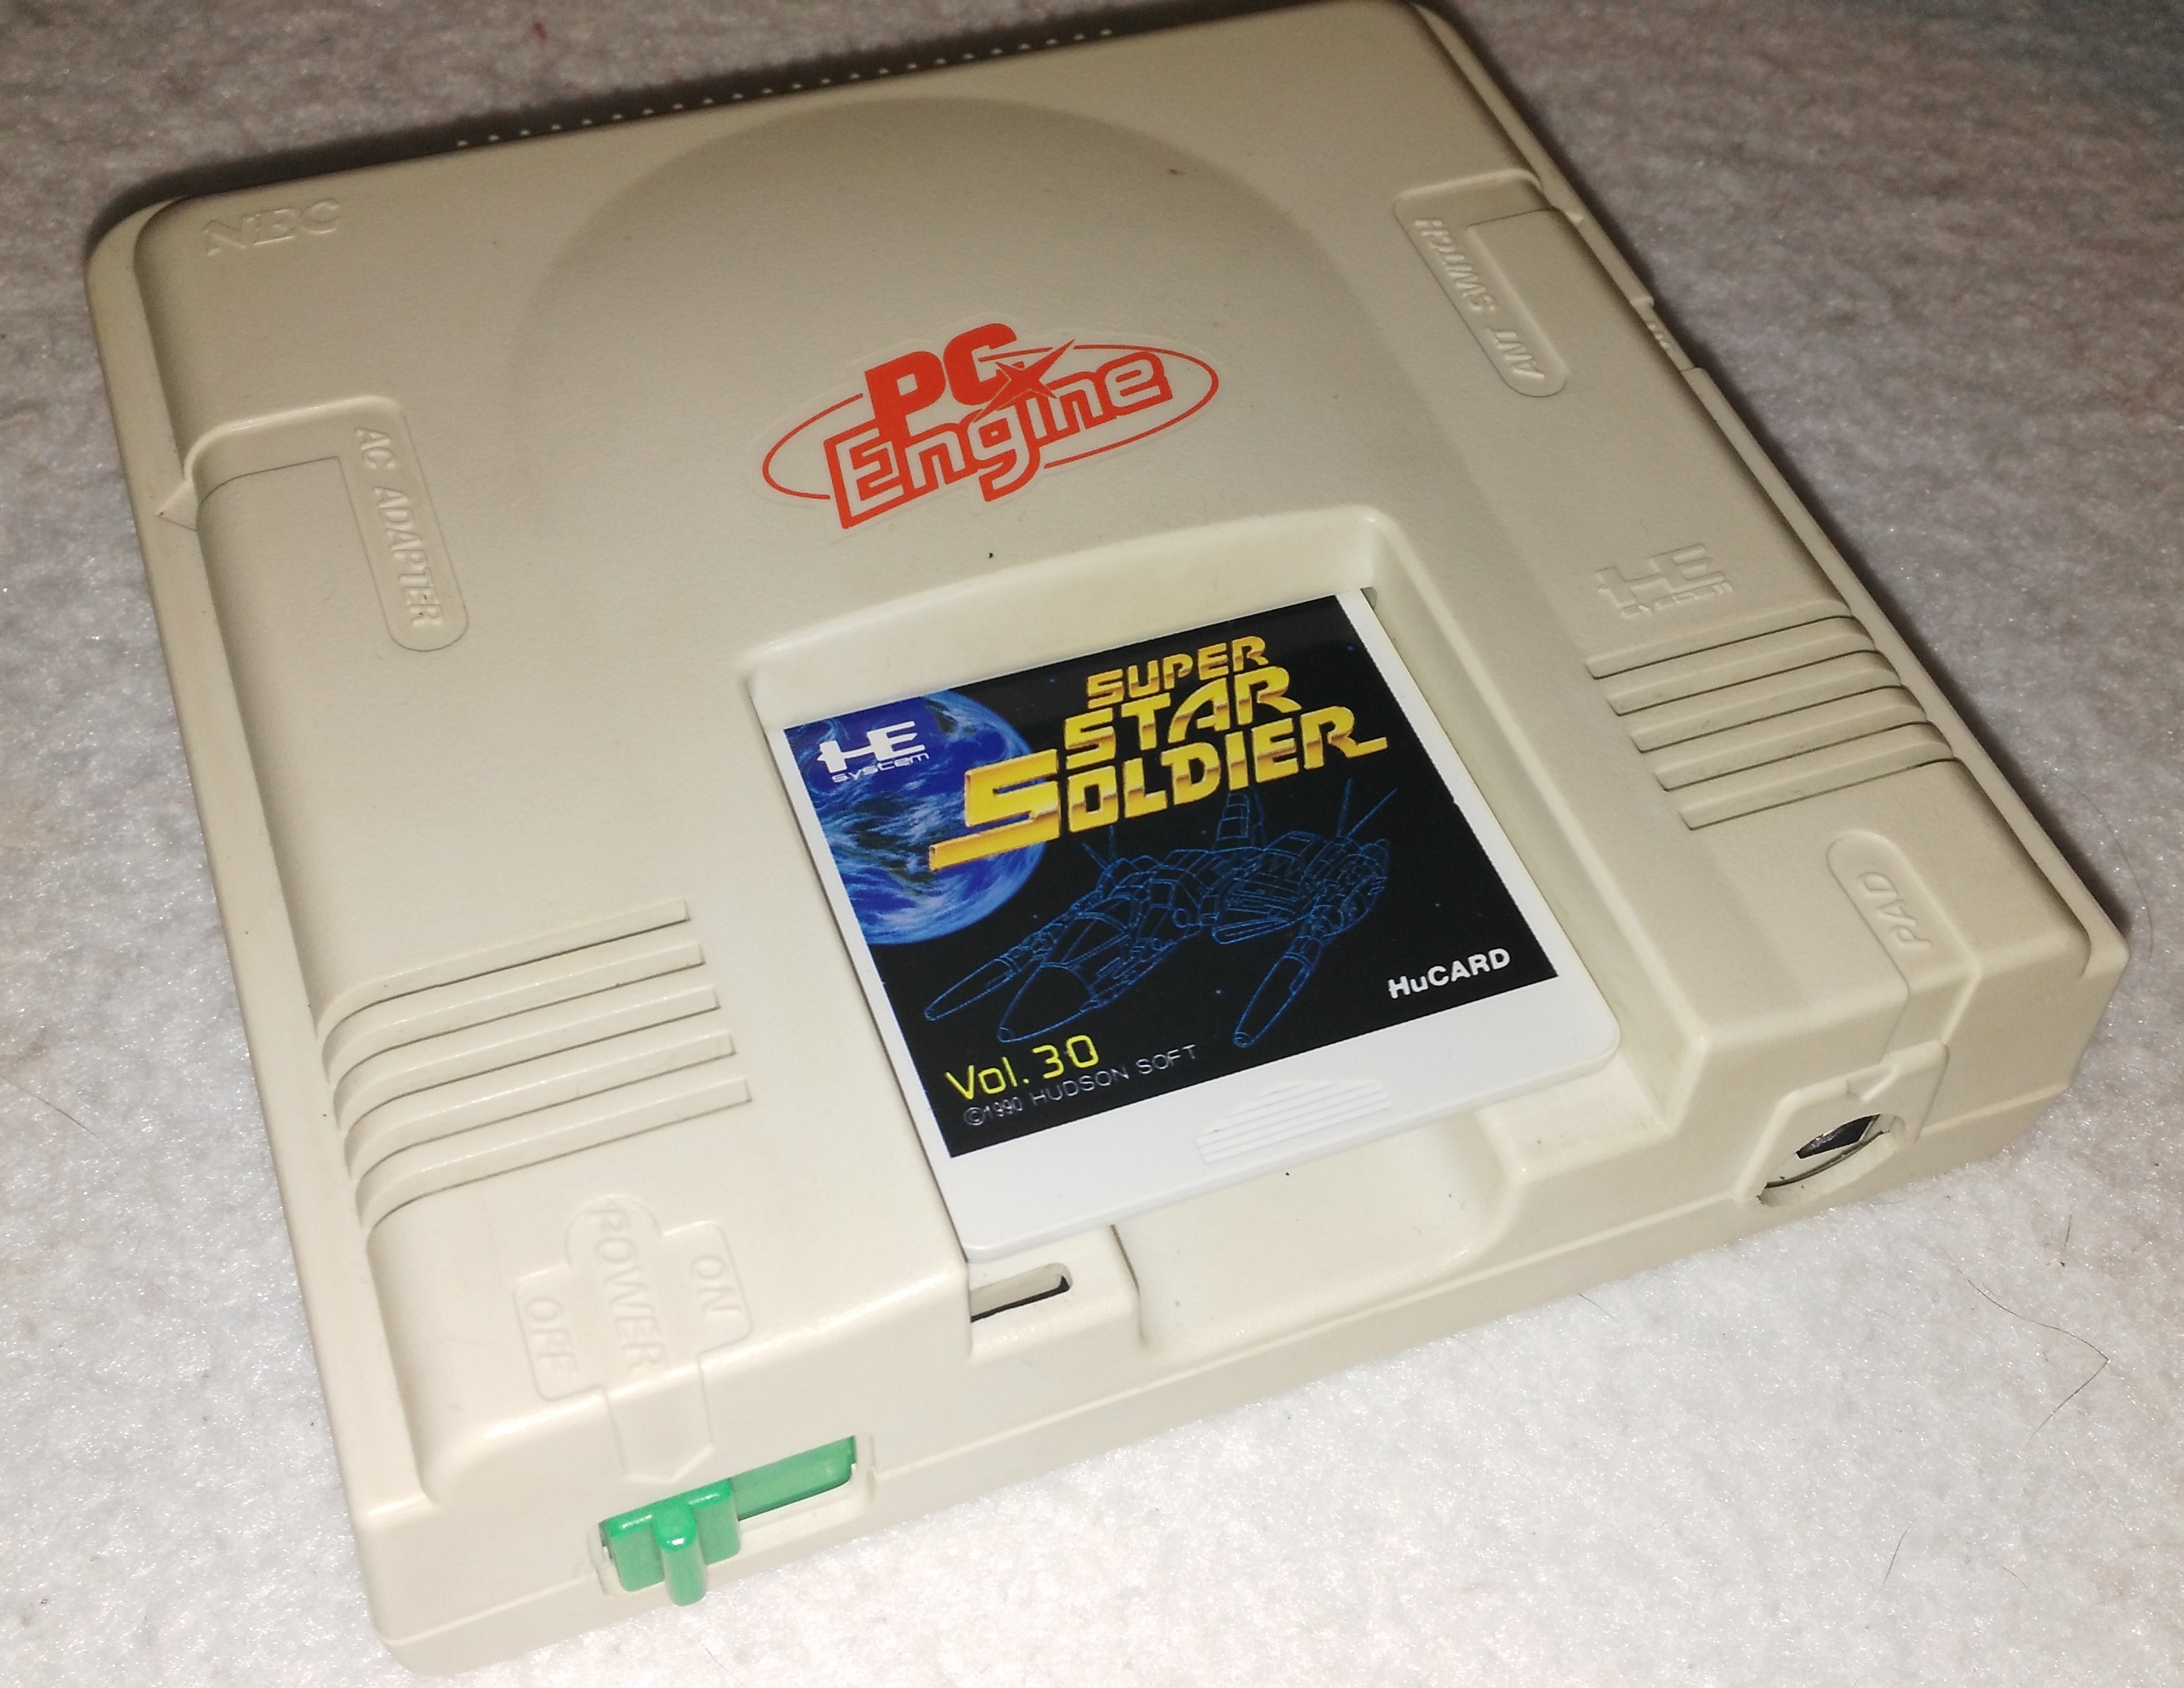 NEC
ANT SWITCH
PC
Engine
AC ADAPTER
HE
SYSTEM
SUPER
STAR
SOLDIER
HE
SYSTEM
PAD
HuCARD
Vol. 30
©1990 HUDSON SOFT
POWER
ON
OFF